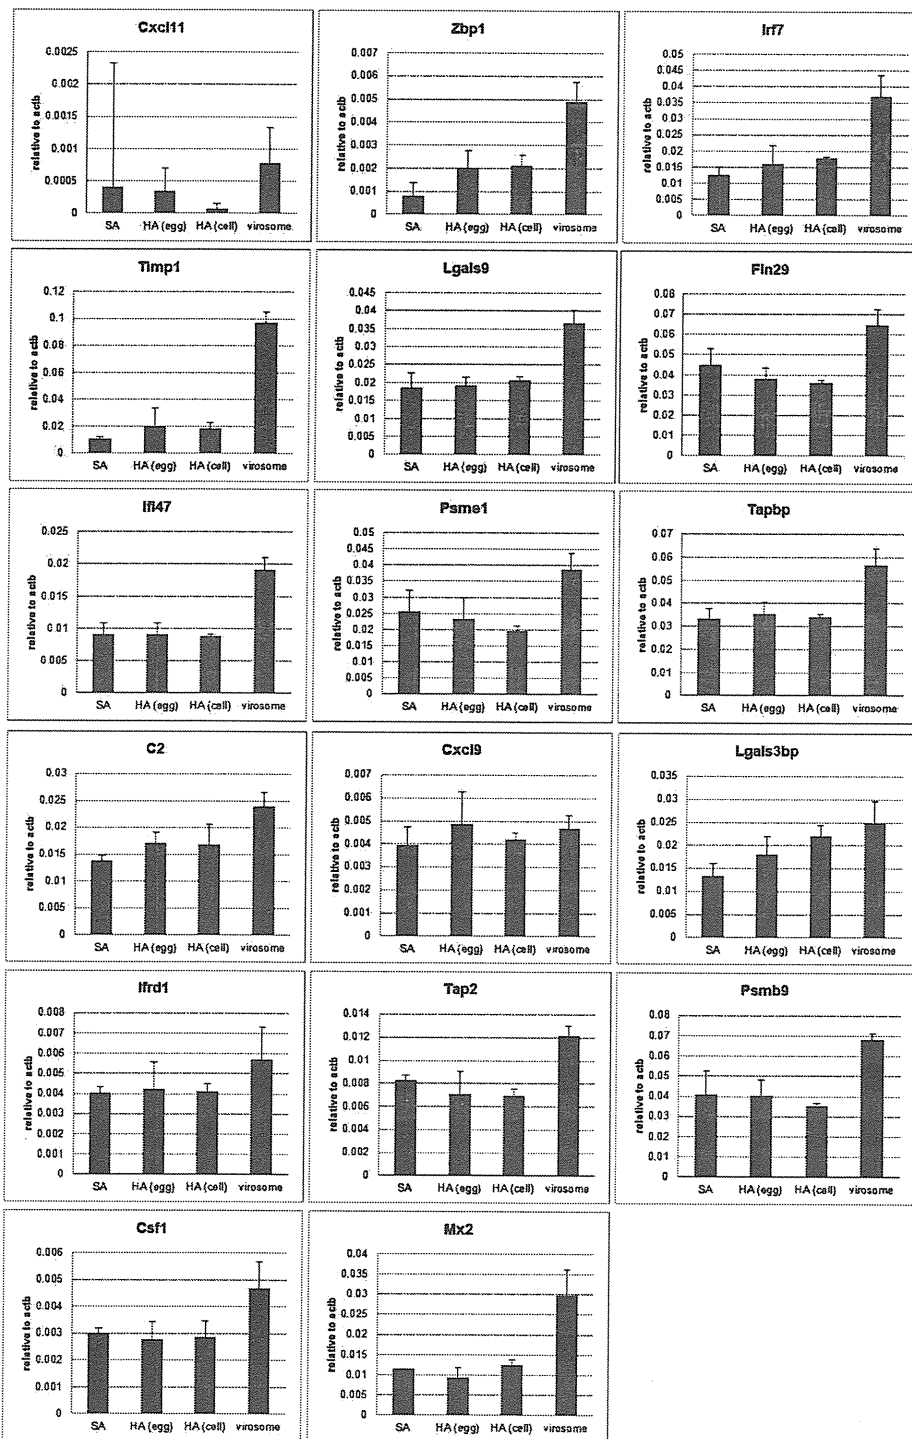 Cxcl11
relative to actb
0.0025
0.002
0.0015
0.001
0.0005
0
SA HA (egg) HA (cell) virosome
Zbp1
relative to actb
0.007
0.006
0.005
0.004
0.003
0.002
0.001
0
SA HA (egg) HA (cell) virosome
Irf7
relative to actb
0.05
0.045
0.04
0.035
0.03
0.025
0.02
0.015
0.01
0.005
0
SA HA (egg) HA (cell) virosome
Timp1
relative to actb
0.12
0.1
0.08
0.06
0.04
0.02
0
SA HA (egg) HA (cell) virosome
Lgals9
relative to actb
0.045
0.04
0.035
0.03
0.025
0.02
0.015
0.01
0.005
0
SA HA (egg) HA (cell) virosome
Fln29
relative to actb
0.08
0.07
0.06
0.05
0.04
0.03
0.02
0.01
0
SA HA (egg) HA (cell) virosome
Ifi47
relative to actb
0.025
0.02
0.015
0.01
0.005
0
SA HA (egg) HA (cell) virosome
Psme1
relative to actb
0.05
0.045
0.04
0.035
0.03
0.025
0.02
0.015
0.01
0.005
0
SA HA (egg) HA (cell) virosome
Tapbp
relative to actb
0.07
0.06
0.05
0.04
0.03
0.02
0.01
0
SA HA (egg) HA (cell) virosome
C2
relative to actb
0.03
0.025
0.02
0.015
0.01
0.005
0
SA HA (egg) HA (cell) virosome
Cxcl9
relative to actb
0.007
0.006
0.005
0.004
0.003
0.002
0.001
0
SA HA (egg) HA (cell) virosome
Lgals3bp
relative to actb
0.035
0.03
0.025
0.02
0.015
0.01
0.005
0
SA HA (egg) HA (cell) virosome
Ifrd1
relative to actb
0.008
0.007
0.006
0.005
0.004
0.003
0.002
0.001
0
SA HA (egg) HA (cell) virosome
Tap2
relative to actb
0.014
0.012
0.01
0.008
0.006
0.004
0.002
0
SA HA (egg) HA (cell) virosome
Psmb9
relative to actb
0.08
0.07
0.06
0.05
0.04
0.03
0.02
0.01
0
SA HA (egg) HA (cell) virosome
Csf1
relative to actb
0.006
0.005
0.004
0.003
0.002
0.001
0
SA HA (egg) HA (cell) virosome
Mx2
relative to actb
0.04
0.035
0.03
0.025
0.02
0.015
0.01
0.005
0
SA HA (egg) HA (cell) virosome